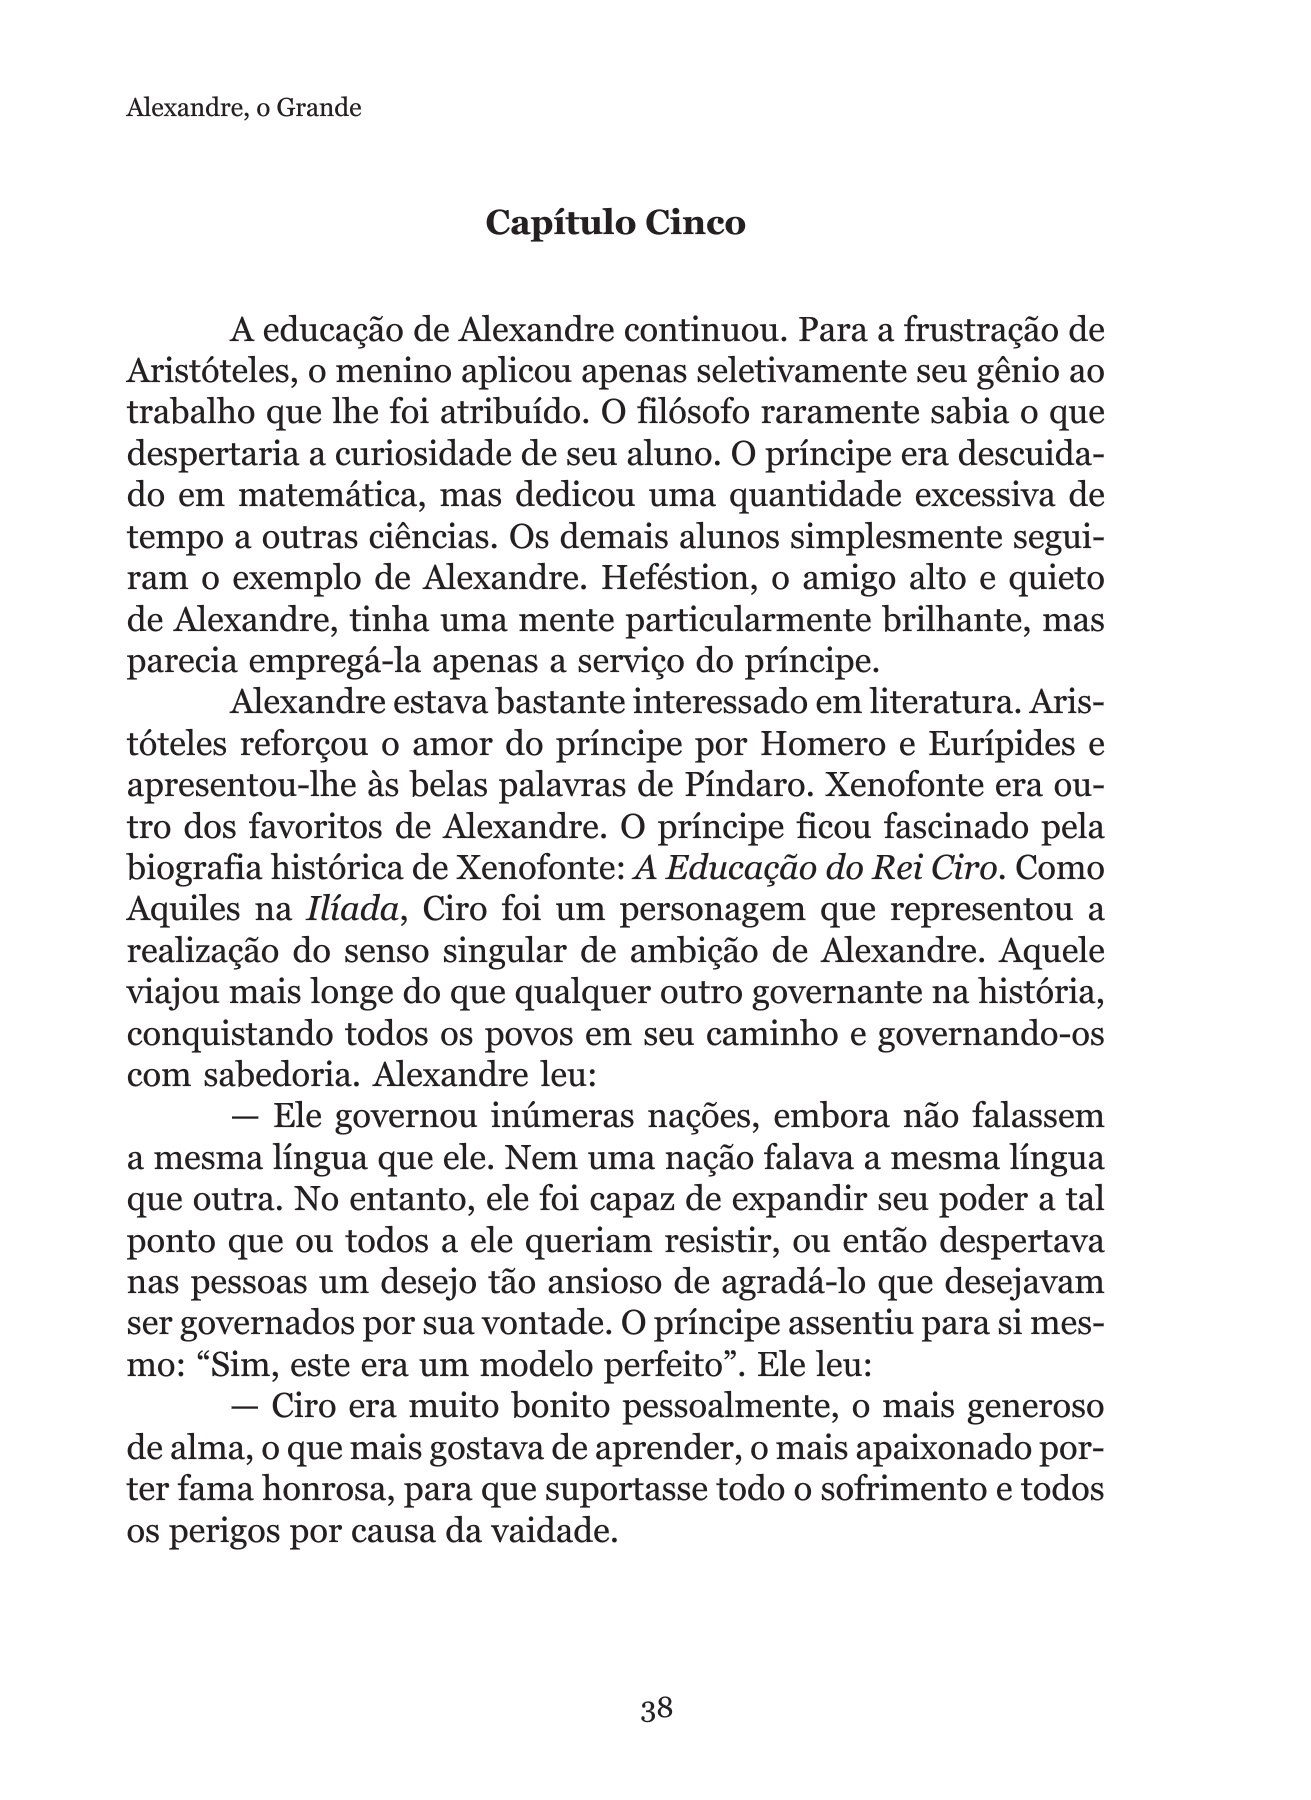 Alexandre, o Grande
Capítulo Cinco
A educação de Alexandre continuou. Para a frustração de
Aristóteles, o menino aplicou apenas seletivamente seu gênio ao
trabalho que lhe foi atribuído. O filósofo raramente sabia o que
despertaria a curiosidade de seu aluno. O príncipe era descuida-
do em matemática, mas dedicou uma quantidade excessiva de
tempo a outras ciências. Os demais alunos simplesmente segui-
ram o exemplo de Alexandre. Heféstion, o amigo alto e quieto
de Alexandre, tinha uma mente particularmente brilhante, mas
parecia empregá-la apenas a serviço do príncipe.
Alexandre estava bastante interessado em literatura. Aris-
tóteles reforçou o amor do príncipe por Homero e Eurípides e
apresentou-lhe às belas palavras de Píndaro. Xenofonte era ou-
tro dos favoritos de Alexandre. O príncipe ficou fascinado pela
biografia histórica de Xenofonte: A Educação do Rei Ciro. Como
Aquiles na Ilíada, Ciro foi um personagem que representou a
realização do senso singular de ambição de Alexandre. Aquele
viajou mais longe do que qualquer outro governante na história,
conquistando todos os povos em seu caminho e governando-os
com sabedoria. Alexandre leu:
— Ele governou inúmeras nações, embora não falassem
a mesma língua que ele. Nem uma nação falava a mesma língua
que outra. No entanto, ele foi capaz de expandir seu poder a tal
ponto que ou todos a ele queriam resistir, ou então despertava
nas pessoas um desejo tão ansioso de agradá-lo que desejavam
ser governados por sua vontade. O príncipe assentiu para si mes-
mo: “Sim, este era um modelo perfeito”. Ele leu:
— Ciro era muito bonito pessoalmente, o mais generoso
de alma, o que mais gostava de aprender, o mais apaixonado por-
ter fama honrosa, para que suportasse todo o sofrimento e todos
os perigos por causa da vaidade.
38